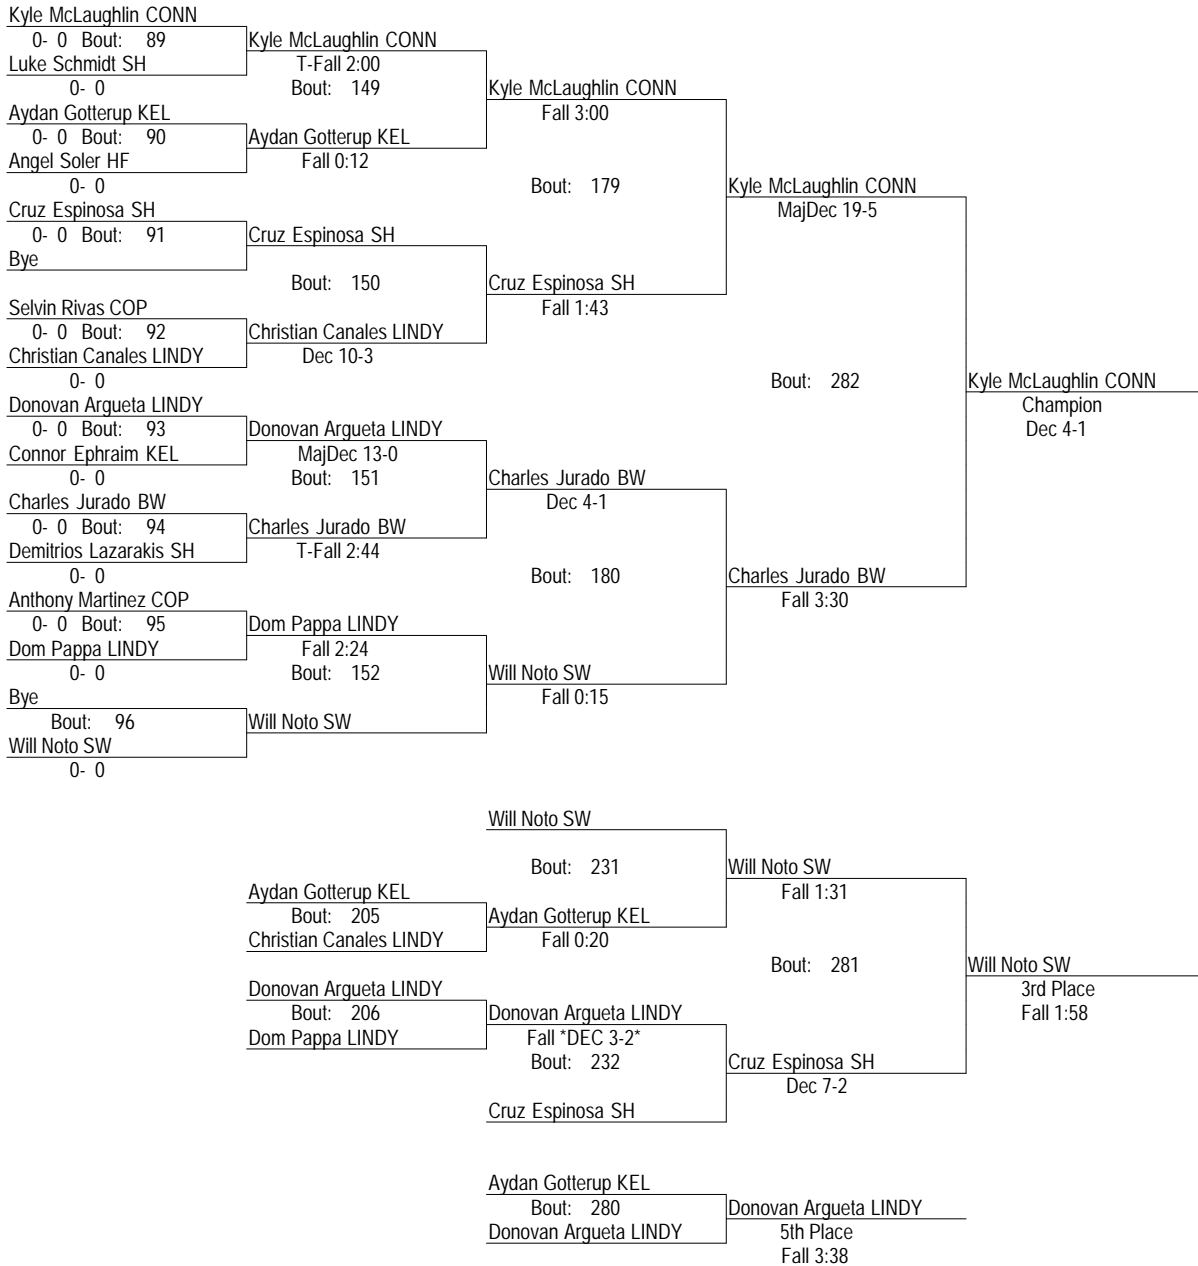 Kyle McLaughlin CONN
0- 0 Bout: 89
Luke Schmidt SH
0- 0
Kyle McLaughlin CONN
T-Fall 2:00
Bout: 149
Aydan Gotterup KEL
0- 0 Bout: 90
Angel Soler HF
0- 0
Aydan Gotterup KEL
Fall 0:12
Kyle McLaughlin CONN
Fall 3:00
Bout: 179
Cruz Espinosa SH
0- 0 Bout: 91
Bye
Cruz Espinosa SH
Bout: 150
Selvin Rivas COP
0- 0 Bout: 92
Christian Canales LINDY
0- 0
Christian Canales LINDY
Dec 10-3
Cruz Espinosa SH
Fall 1:43
Kyle McLaughlin CONN
MajDec 19-5
Bout: 282
Kyle McLaughlin CONN
Champion
Dec 4-1
Donovan Argueta LINDY
0- 0 Bout: 93
Connor Ephraim KEL
0- 0
Donovan Argueta LINDY
MajDec 13-0
Bout: 151
Charles Jurado BW
0- 0 Bout: 94
Demitrios Lazarakis SH
0- 0
Charles Jurado BW
T-Fall 2:44
Charles Jurado BW
Dec 4-1
Bout: 180
Anthony Martinez COP
0- 0 Bout: 95
Dom Pappa LINDY
0- 0
Dom Pappa LINDY
Fall 2:24
Bout: 152
Bye
Bout: 96
Will Noto SW
0- 0
Will Noto SW
Will Noto SW
Fall 0:15
Charles Jurado BW
Fall 3:30
Will Noto SW
Bout: 231
Aydan Gotterup KEL
Bout: 205
Christian Canales LINDY
Aydan Gotterup KEL
Fall 0:20
Will Noto SW
Fall 1:31
Bout: 281
Will Noto SW
3rd Place
Fall 1:58
Donovan Argueta LINDY
Bout: 206
Dom Pappa LINDY
Donovan Argueta LINDY
Fall *DEC 3-2*
Bout: 232
Cruz Espinosa SH
Cruz Espinosa SH
Dec 7-2
Aydan Gotterup KEL
Bout: 280
Donovan Argueta LINDY
Donovan Argueta LINDY
5th Place
Fall 3:38